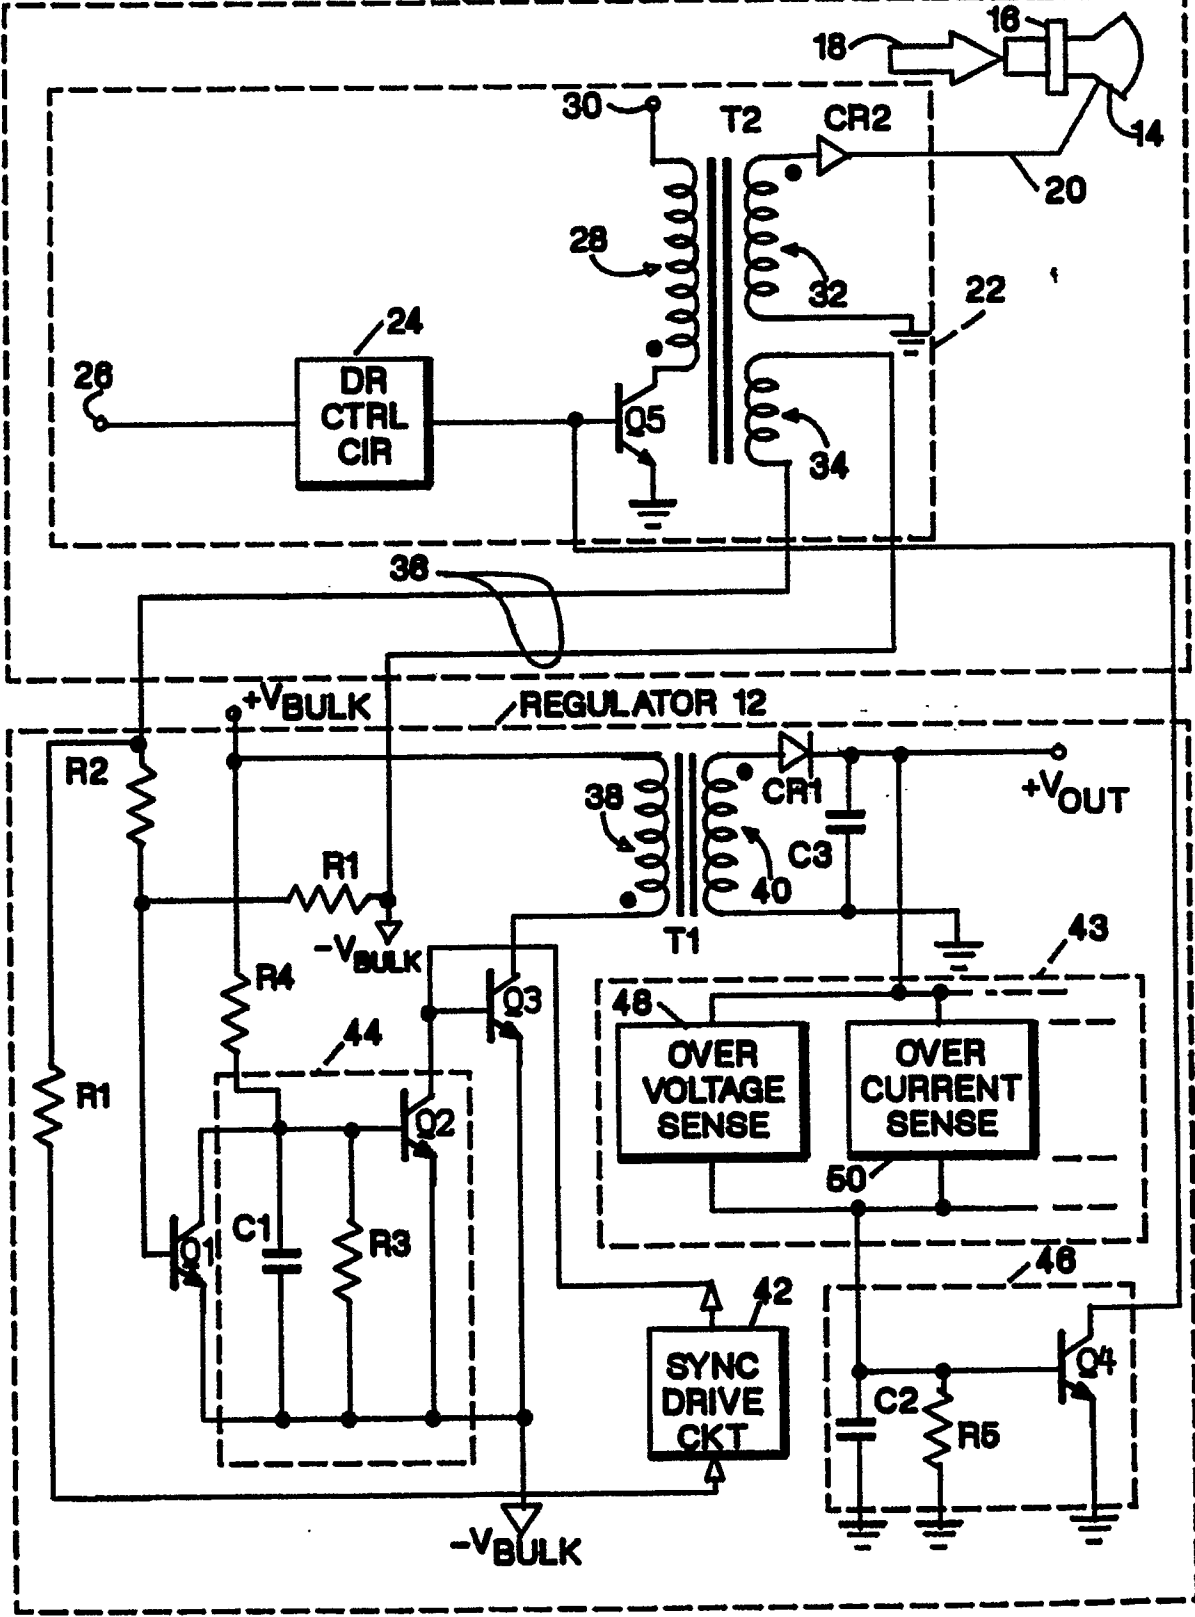 16
18
14
30
T2
CR2
20
28
32
22
24
26
DR
CTRL
CIR
Q5
34
36
+VBULK
REGULATOR 12
R2
38
CR1
+VOUT
C3
40
R1
-VBULK
T1
43
R4
Q3
48
44
OVER
VOLTAGE
SENSE
OVER
CURRENT
SENSE
R1
Q2
50
C1
Q1
R3
46
42
SYNC
DRIVE
CKT
Q4
C2
R5
-VBULK